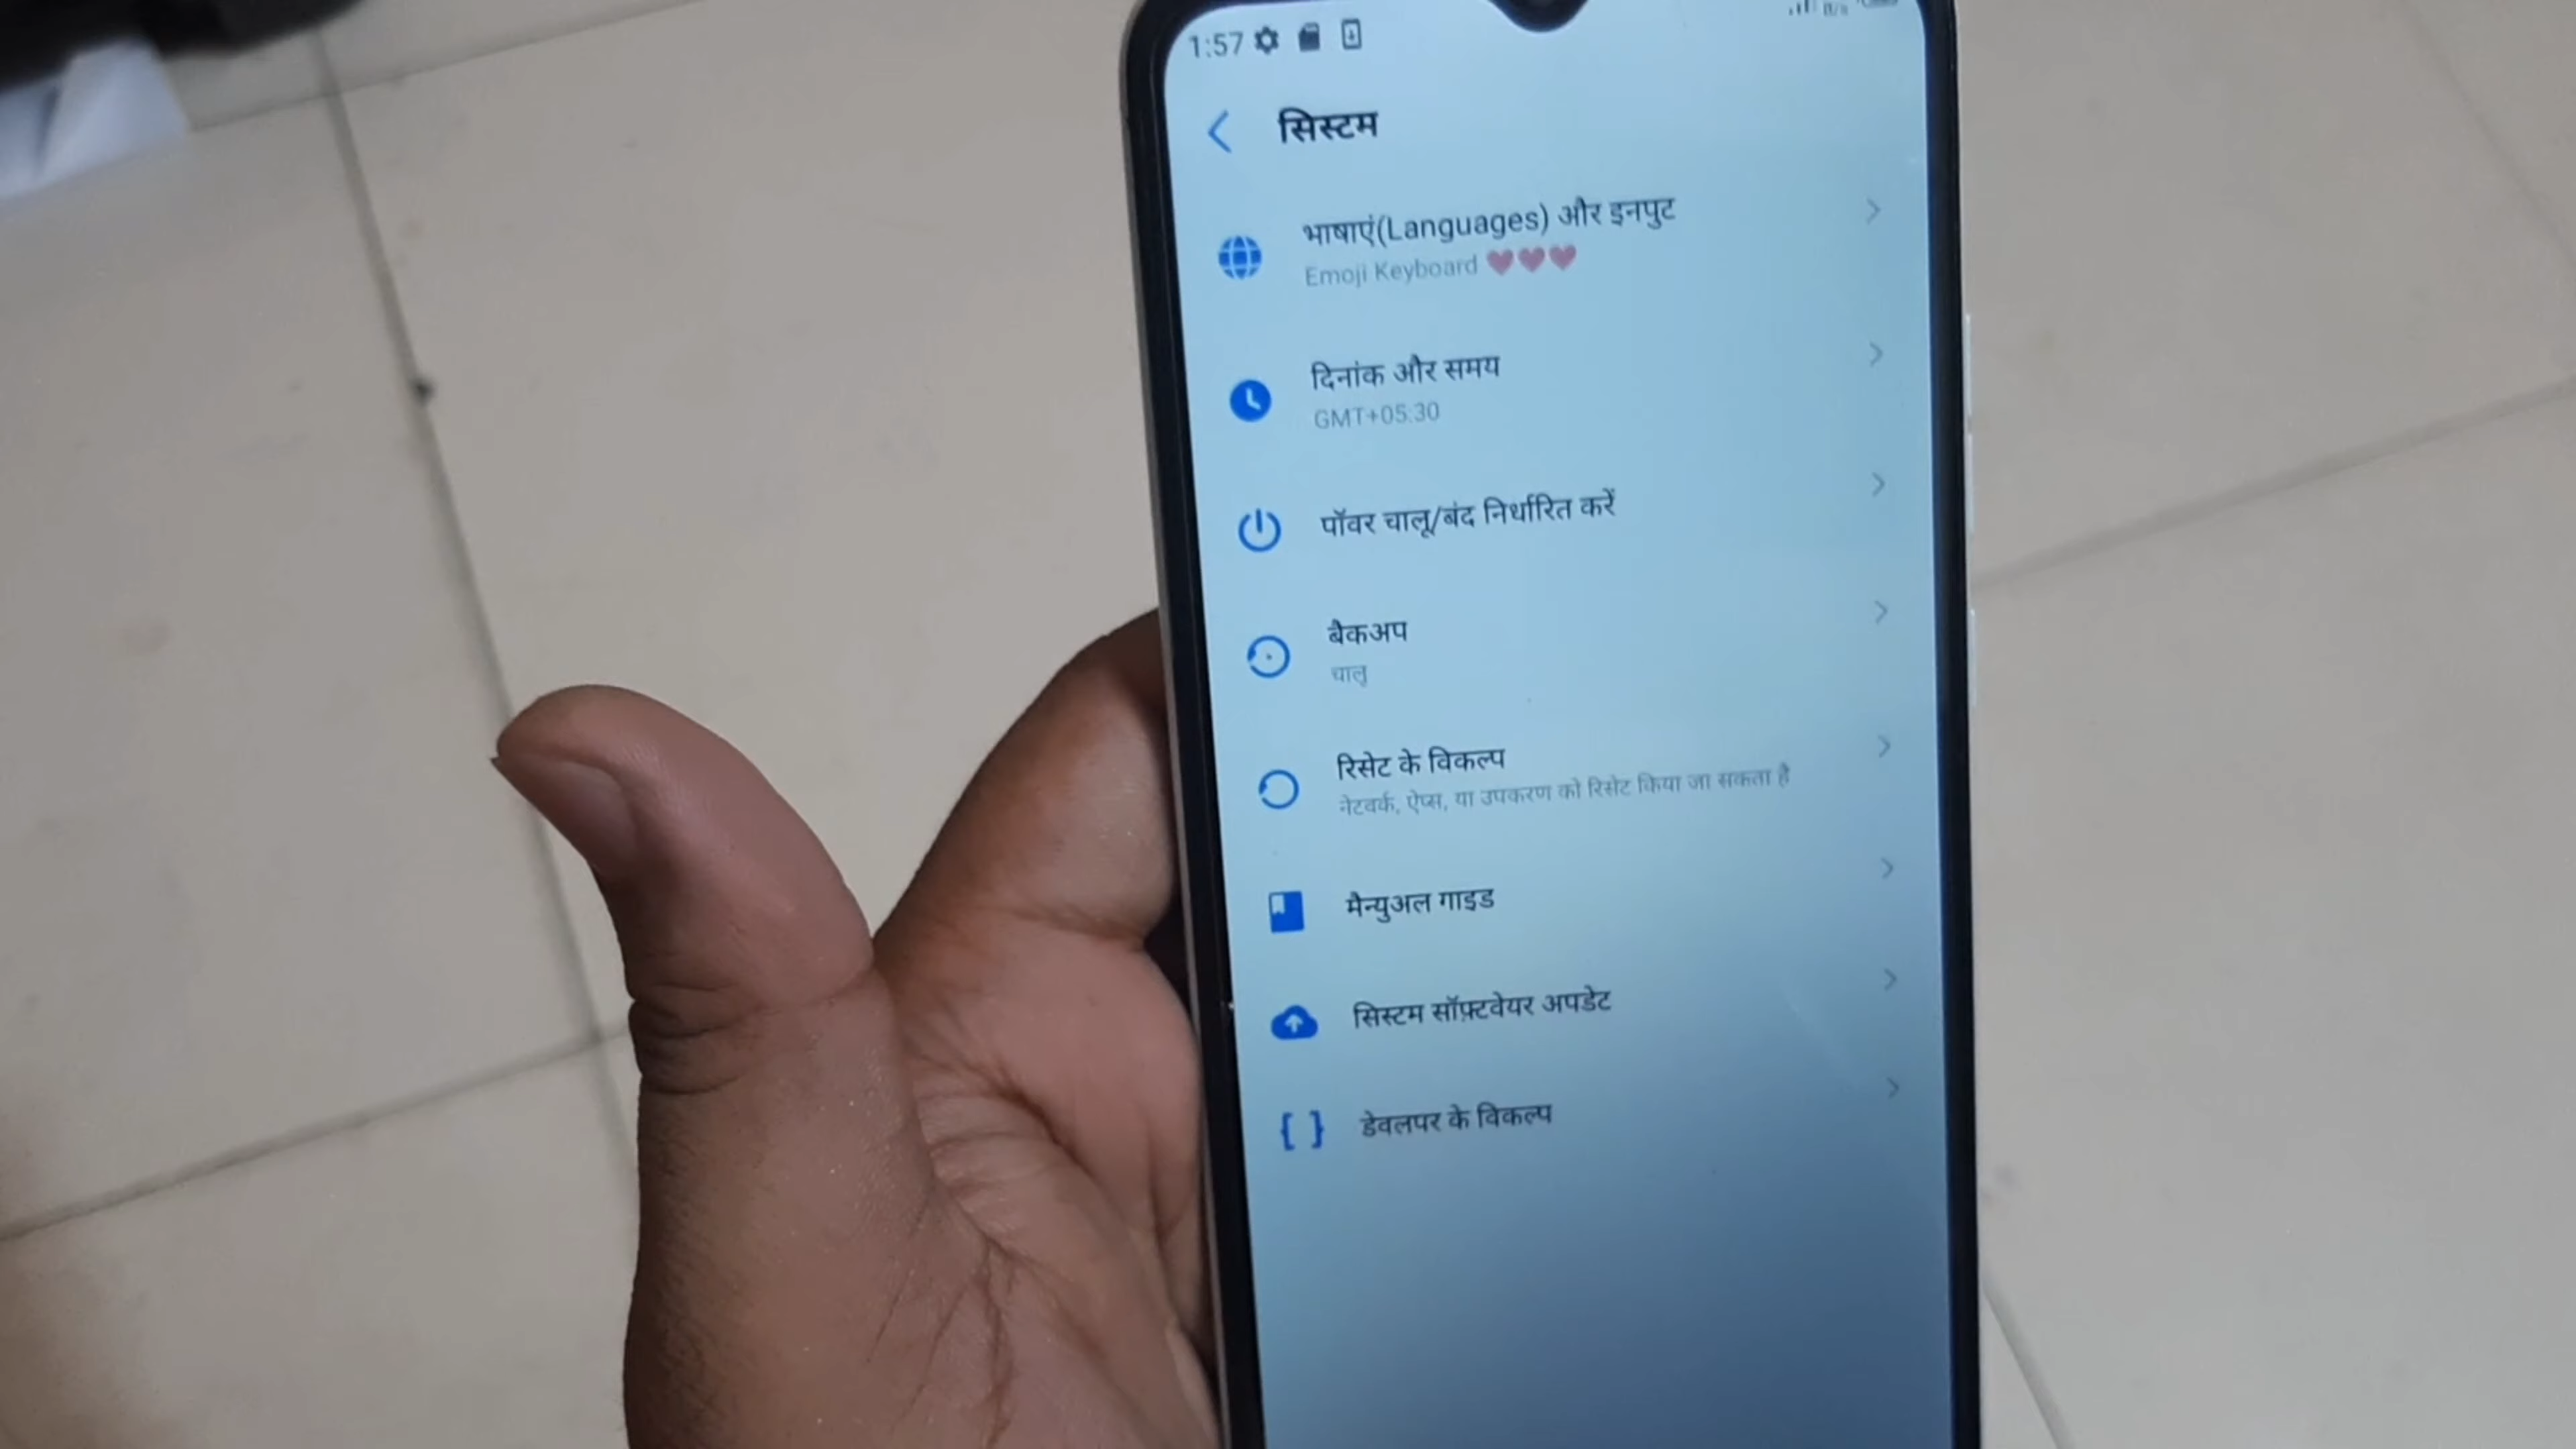 1:57
सिस्टम
भाषाएं(Languages) और इनपुट
Emoji Keyboard ❤❤❤
दिनांक और समय
GMT+05:30
पॉवर चालू/बंद निर्धारित करें
बैकअप
चालू
रिसेट के विकल्प
नेटवर्क, ऐप्स, या उपकरण को रिसेट किया जा सकता है
मैन्युअल गाइड
सिस्टम सॉफ़्टवेयर अपडेट
डेवलपर के विकल्प